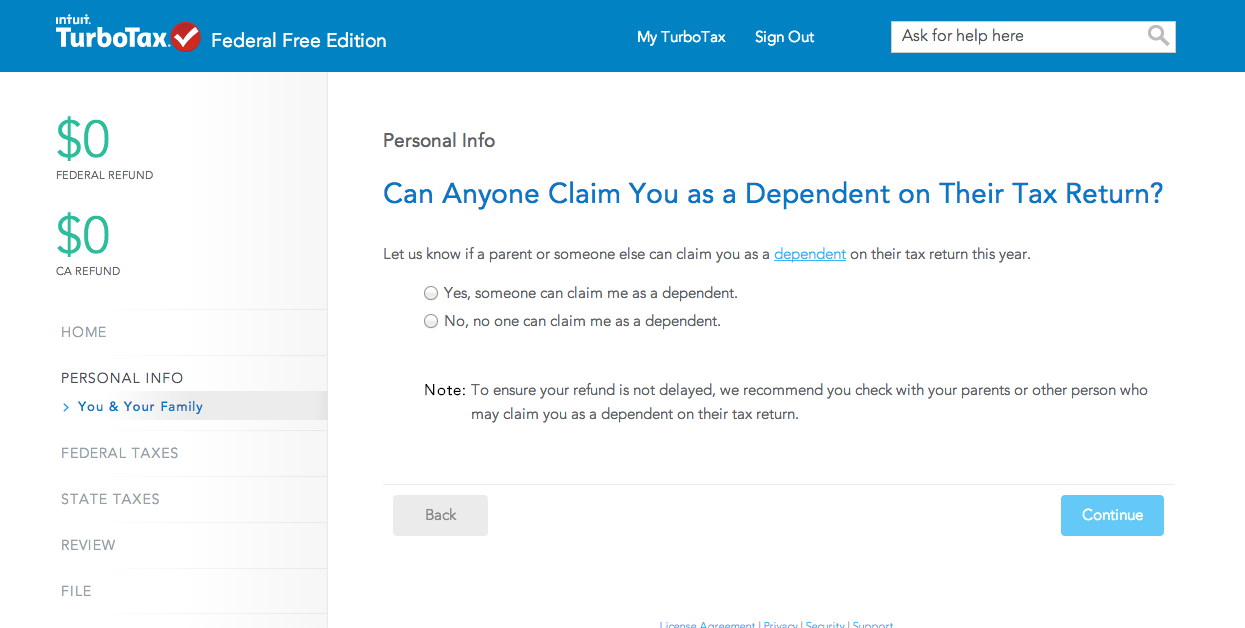 intuit.
TurboTax
Federal Free Edition
My TurboTax
Sign Out
Ask for help here
$0
FEDERAL REFUND
$0
CA REFUND
HOME
PERSONAL INFO
> You & Your Family
FEDERAL TAXES
STATE TAXES
REVIEW
FILE
Personal Info
Can Anyone Claim You as a Dependent on Their Tax Return?
Let us know if a parent or someone else can claim you as a dependent on their tax return this year.
Yes, someone can claim me as a dependent.
No, no one can claim me as a dependent.
Note: To ensure your refund is not delayed, we recommend you check with your parents or other person who
may claim you as a dependent on their tax return.
Back
Continue
License Agreement | Privacy | Security | Support